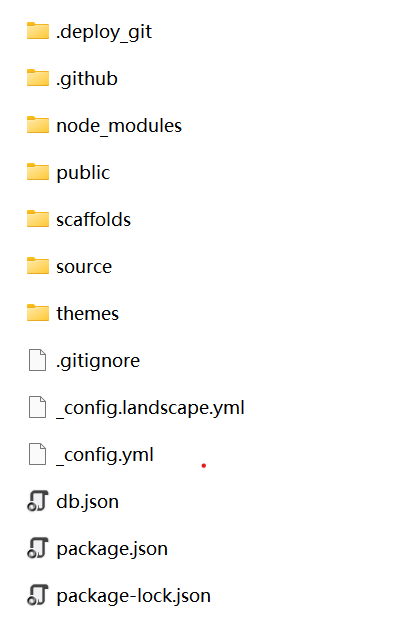 .deploy_git
.github
node_modules
public
scaffolds
source
themes
.gitignore
_config.landscape.yml
_config.yml
db.json
package.json
package-lock.json